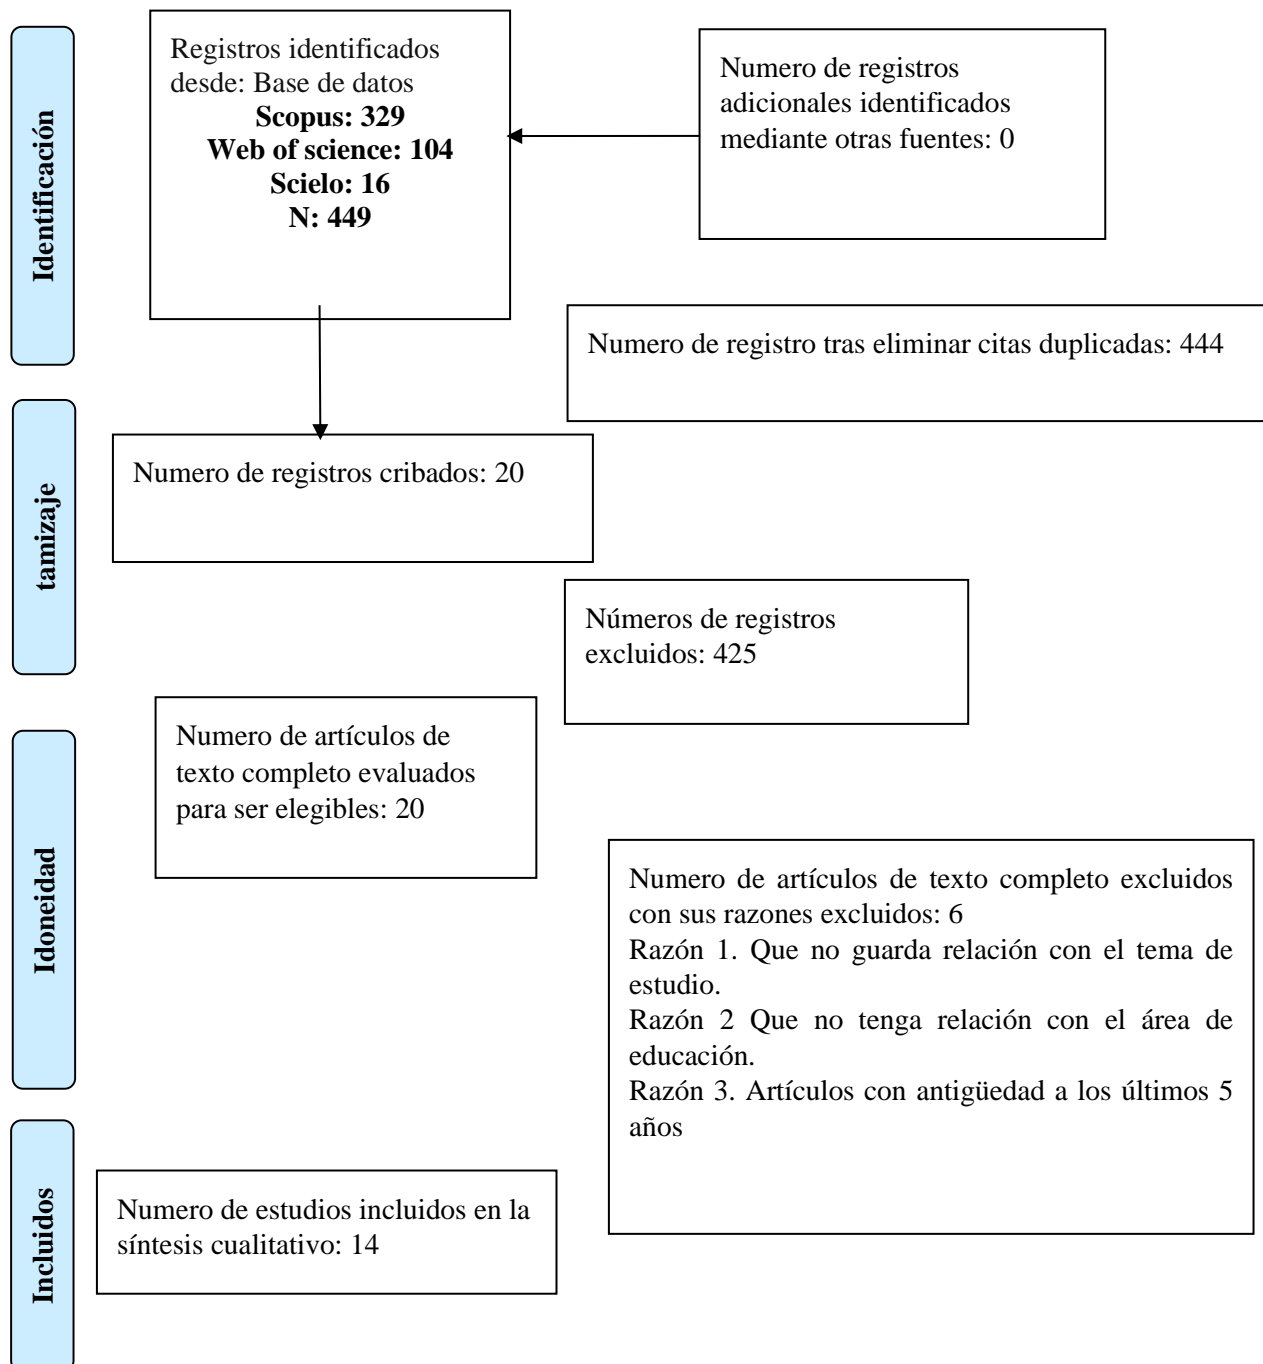 Identificación
Registros identificados
desde: Base de datos
Scopus: 329
Web of science: 104
Scielo: 16
N: 449
Numero de registros
adicionales identificados
mediante otras fuentes: 0
Numero de registro tras eliminar citas duplicadas: 444
tamizaje
Numero de registros cribados: 20
Números de registros
excluidos: 425
Idoneidad
Numero de artículos de
texto completo evaluados
para ser elegibles: 20
Numero de artículos de texto completo excluidos
con sus razones excluidos: 6
Razón 1. Que no guarda relación con el tema de
estudio.
Razón 2 Que no tenga relación con el área de
educación.
Razón 3. Artículos con antigüedad a los últimos 5
años
Incluidos
Numero de estudios incluidos en la
síntesis cualitativo: 14